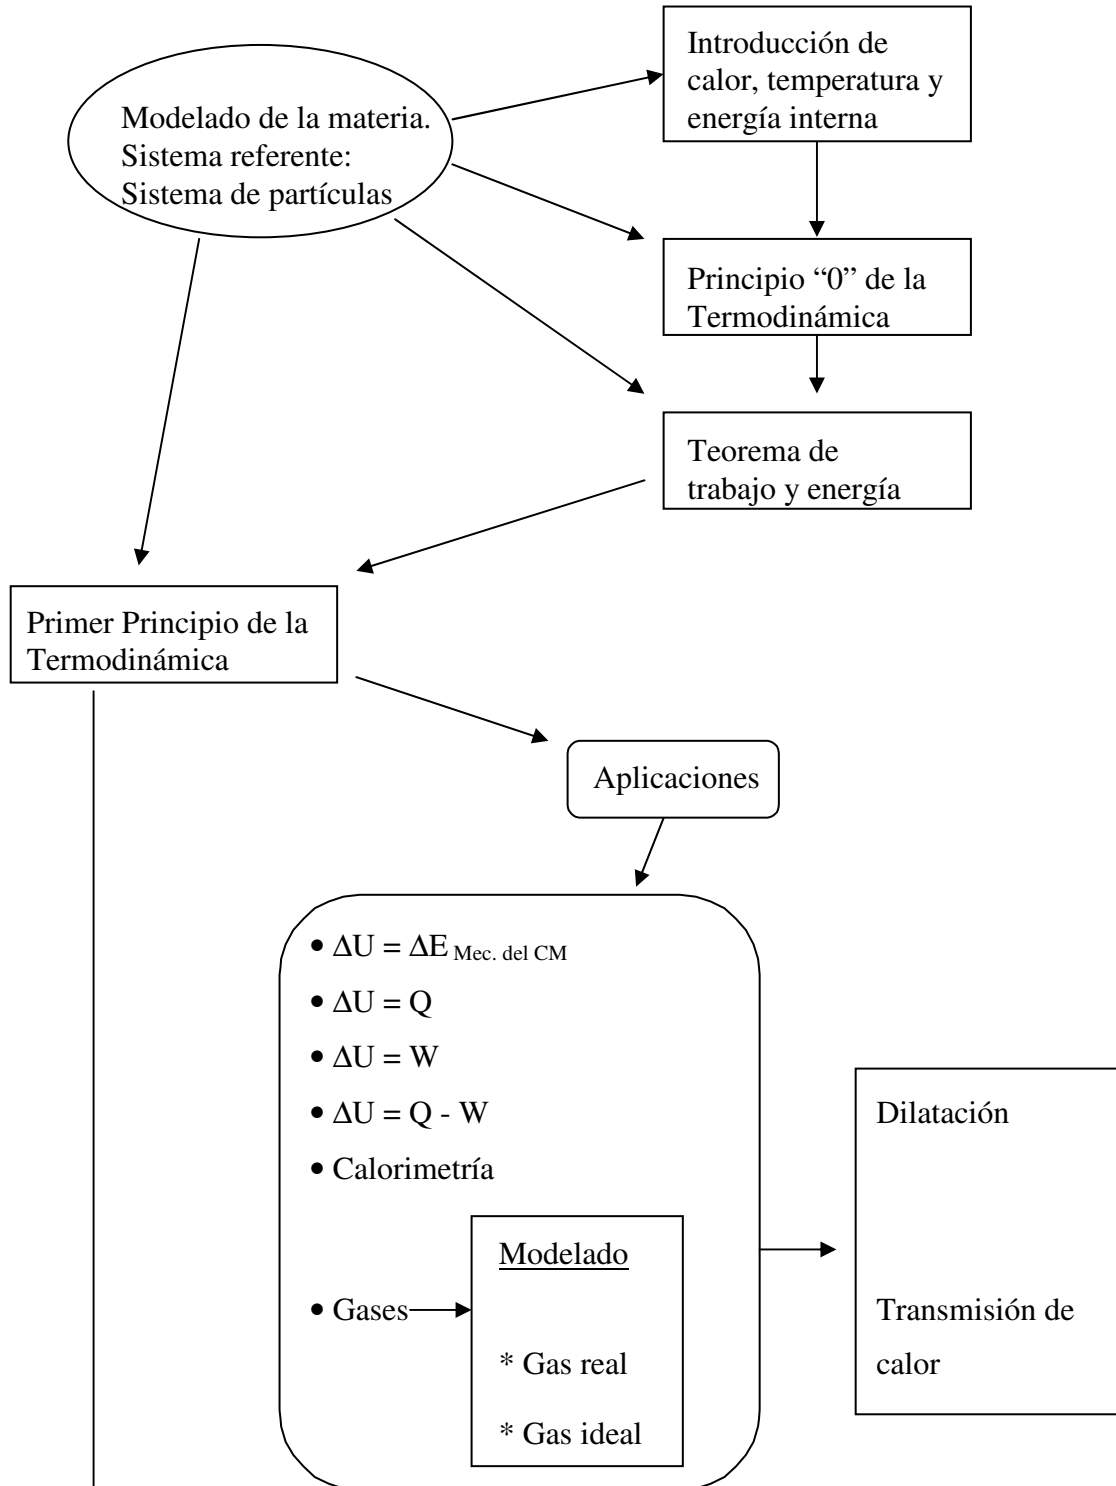 Introducción de
calor, temperatura y
energía interna
Modelado de la materia.
Sistema referente:
Sistema de partículas
Principio “0” de la
Termodinámica
Teorema de
trabajo y energía
Primer Principio de la
Termodinámica
Aplicaciones
• ΔU = ΔE Mec. del CM
• ΔU = Q
• ΔU = W
• ΔU = Q - W
• Calorimetría
• Gases
Modelado
* Gas real
* Gas ideal
Dilatación
Transmisión de
calor